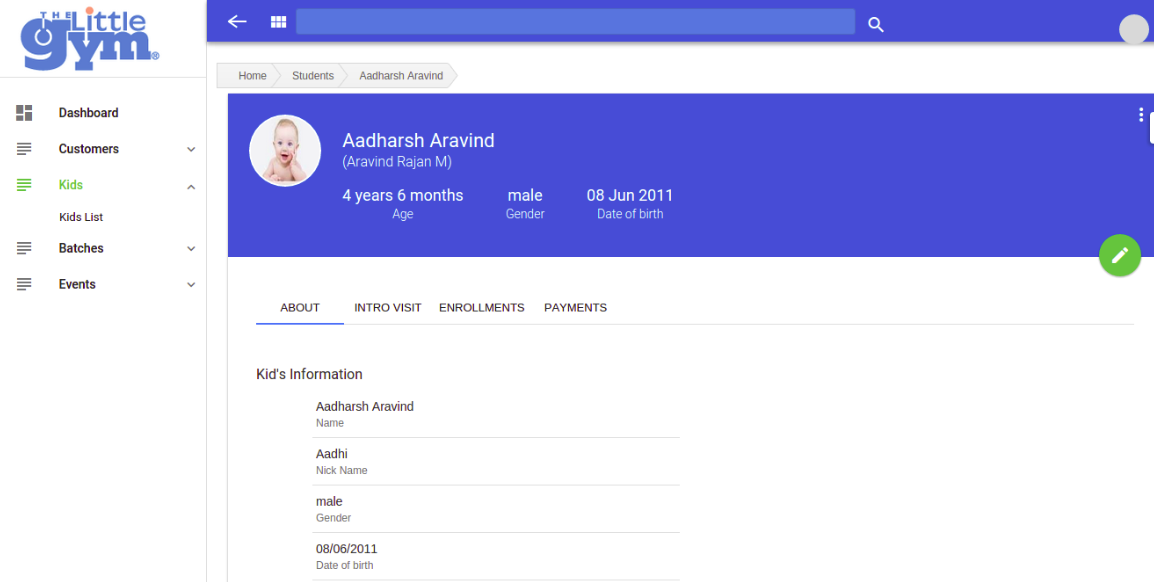 THE Little
gym®
Dashboard
Customers
Kids
Kids List
Batches
Events
Home Students Aadharsh Aravind
Aadharsh Aravind
(Aravind Rajan M)
4 years 6 months male 08 Jun 2011
Age Gender Date of birth
ABOUT INTRO VISIT ENROLLMENTS PAYMENTS
Kid's Information
Aadharsh Aravind
Name
Aadhi
Nick Name
male
Gender
08/06/2011
Date of birth